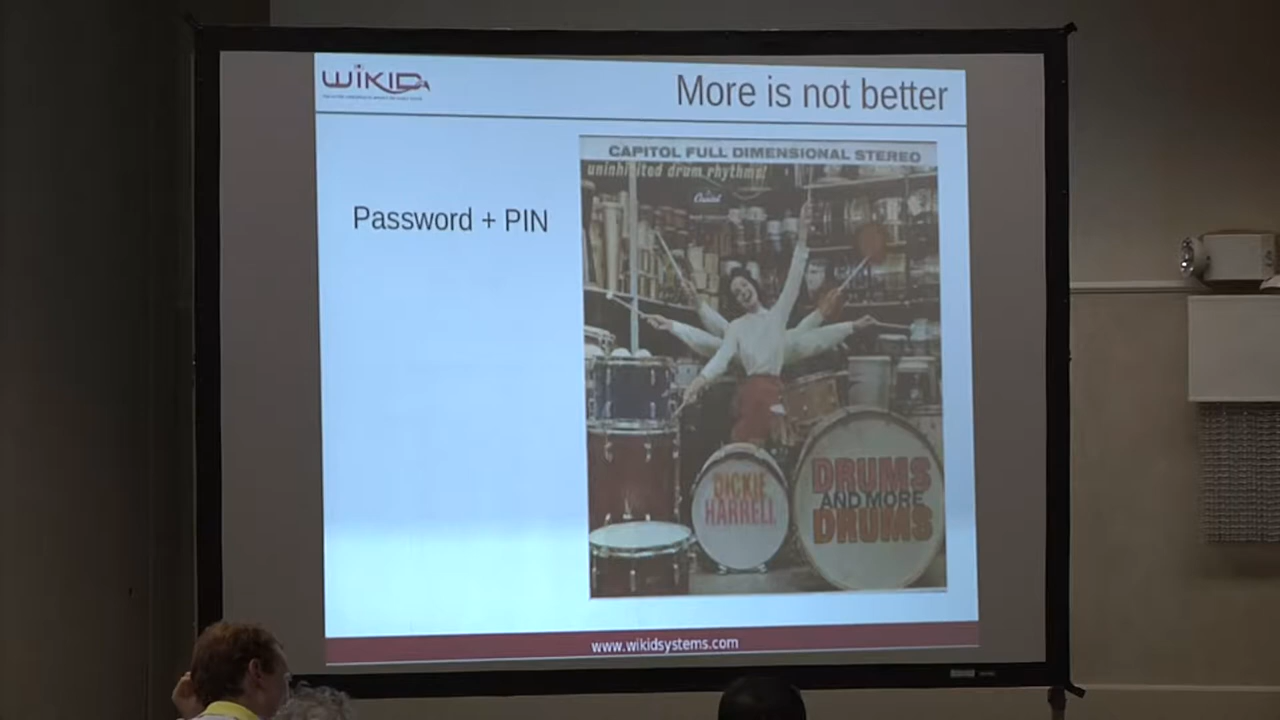 WiKID
More is not better
Password + PIN
CAPITOL FULL DIMENSIONAL STEREO
uninhibited drum rhythms!
Capitol
DICKIE
HARRELL
DRUMS
AND MORE
DRUMS
www.wikidsystems.com